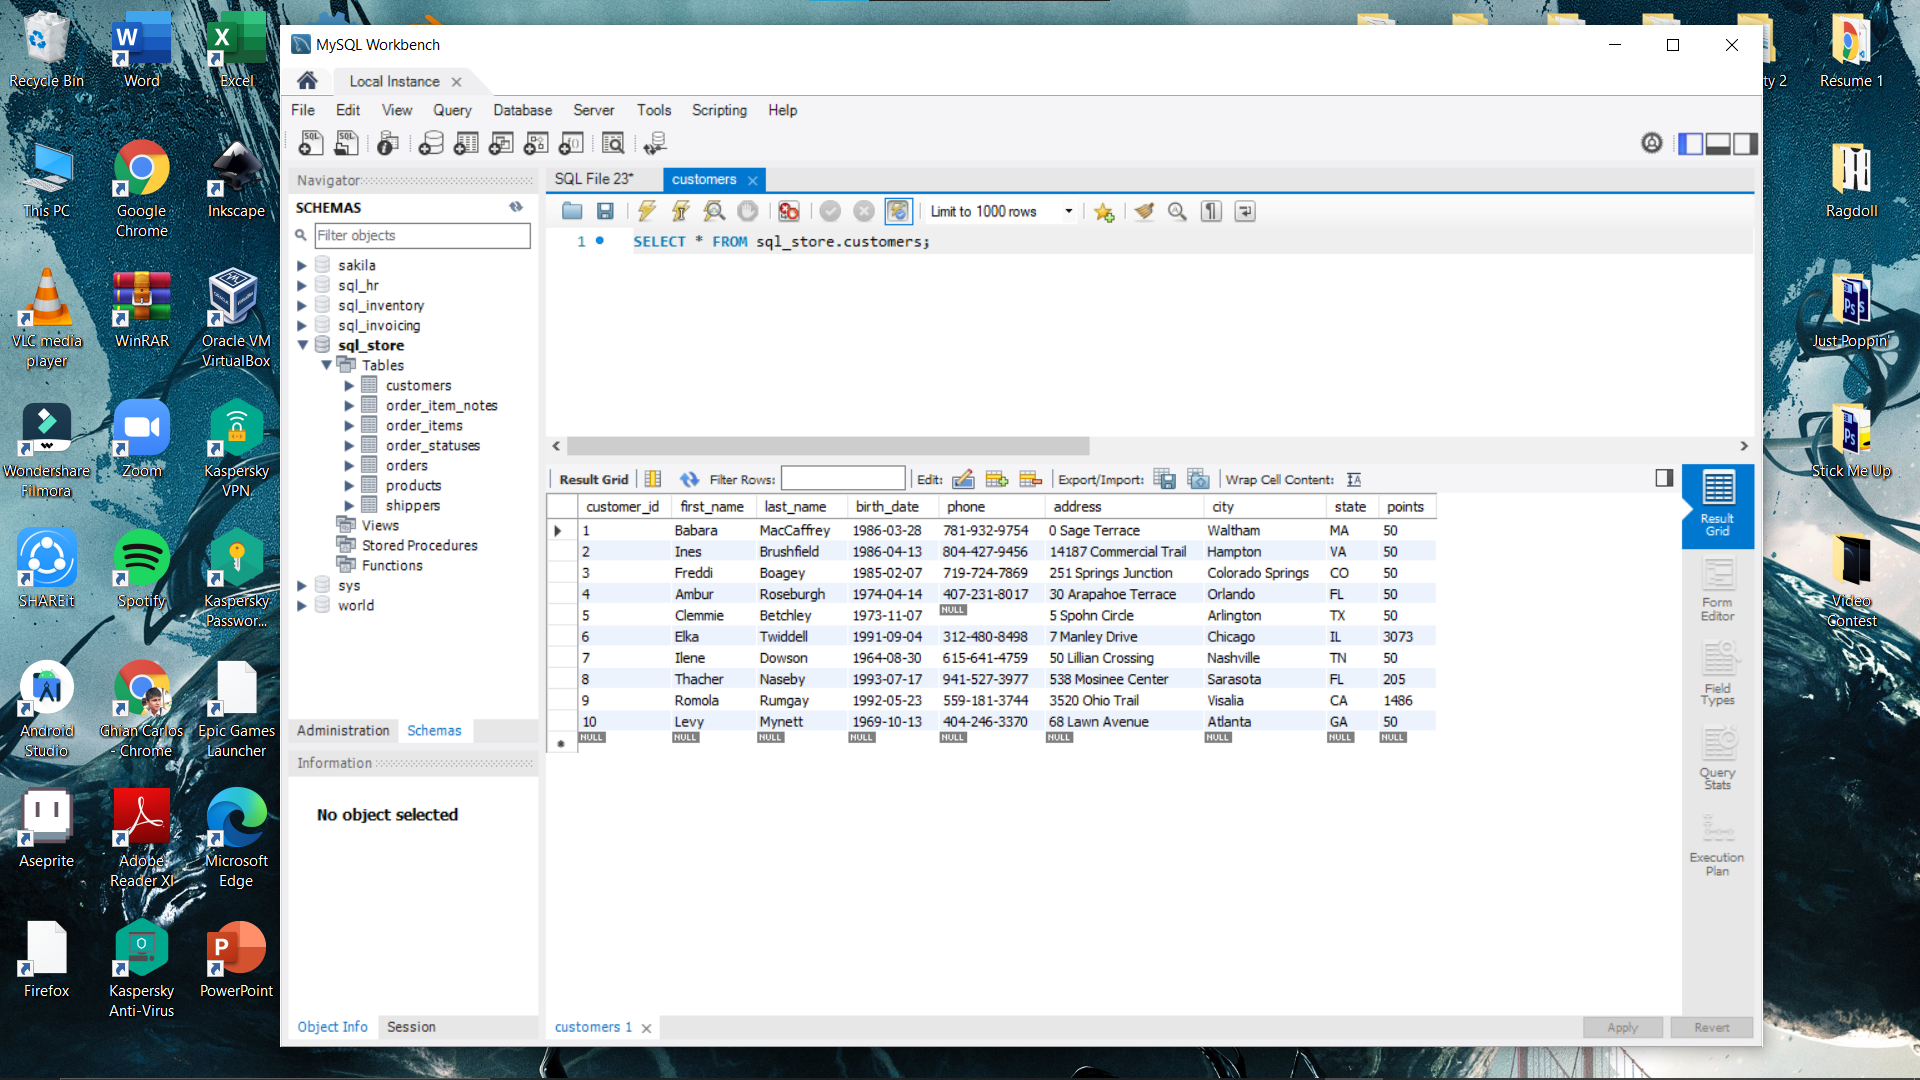 Recycle Bin
Word
Excel
ty 2
Resume 1
This PC
Google
Chrome
Inkscape
Ragdoll
VLC media
player
WinRAR
Oracle VM
VirtualBox
Just Poppin'
Wondershare
Filmora
Zoom
Kaspersky
VPN
Stick Me Up
SHAREit
Spotify
Kaspersky
Passwor...
Video
Contest
Android
Studio
Ghian Carlos
- Chrome
Epic Games
Launcher
Aseprite
Adobe
Reader XI
Microsoft
Edge
Firefox
Kaspersky
Anti-Virus
PowerPoint
MySQL Workbench
Local Instance
File Edit View Query Database Server Tools Scripting Help
Navigator
SCHEMAS
Filter objects
sakila
sql_hr
sql_inventory
sql_invoicing
sql_store
Tables
customers
order_item_notes
order_items
order_statuses
orders
products
shippers
Views
Stored Procedures
Functions
sys
world
Administration Schemas
Information
No object selected
Object Info Session
SQL File 23* customers
Limit to 1000 rows
1 SELECT * FROM sql_store.customers;
Result Grid Filter Rows: Edit: Export/Import: Wrap Cell Content:
customer_id first_name last_name birth_date phone address city state points
1 Babara MacCaffrey 1986-03-28 781-932-9754 0 Sage Terrace Waltham MA 50
2 Ines Brushfield 1986-04-13 804-427-9456 14187 Commercial Trail Hampton VA 50
3 Freddi Boagey 1985-02-07 719-724-7869 251 Springs Junction Colorado Springs CO 50
4 Ambur Roseburgh 1974-04-14 407-231-8017 30 Arapahoe Terrace Orlando FL 50
5 Clemmie Betchley 1973-11-07 NULL 5 Spohn Circle Arlington TX 50
6 Elka Twiddell 1991-09-04 312-480-8498 7 Manley Drive Chicago IL 3073
7 Ilene Dowson 1964-08-30 615-641-4759 50 Lillian Crossing Nashville TN 50
8 Thacher Naseby 1993-07-17 941-527-3977 538 Mosinee Center Sarasota FL 205
9 Romola Rumgay 1992-05-23 559-181-3744 3520 Ohio Trail Visalia CA 1486
10 Levy Mynett 1969-10-13 404-246-3370 68 Lawn Avenue Atlanta GA 50
NULL NULL NULL NULL NULL NULL NULL NULL NULL
Result
Grid
Form
Editor
Field
Types
Query
Stats
Execution
Plan
customers 1
Apply Revert